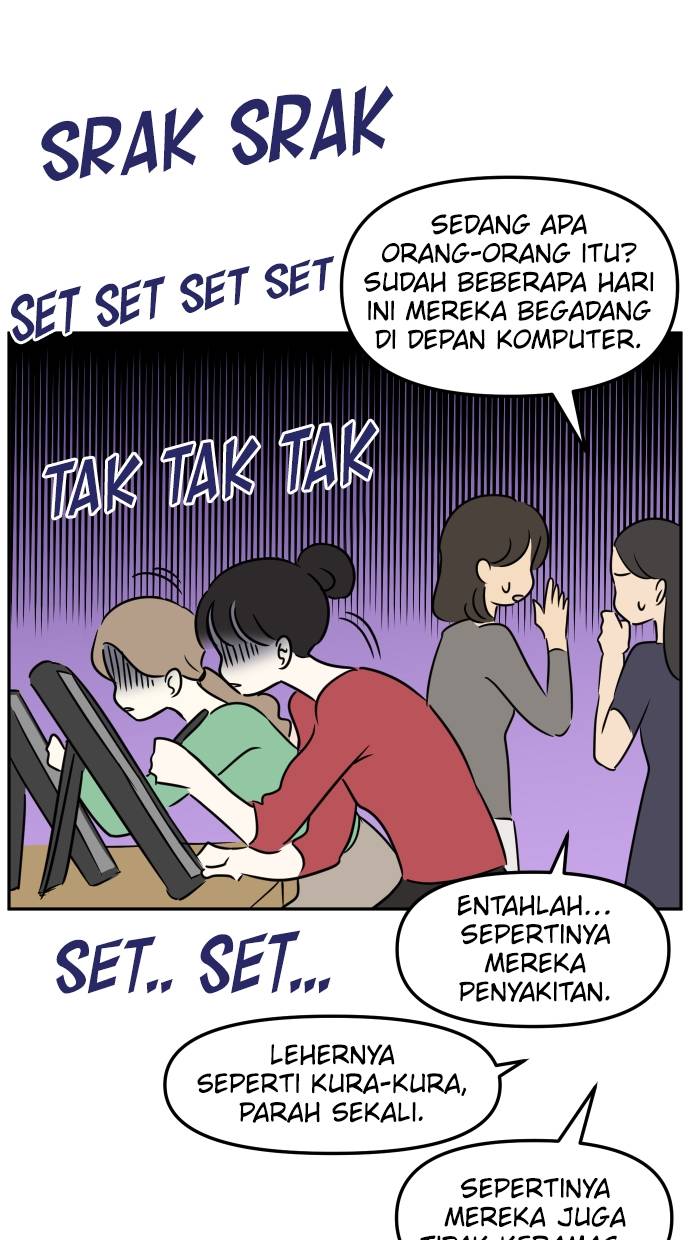 SRAK SRAK
SEDANG APA
ORANG-ORANG ITU?
SUDAH BEBERAPA HARI
INI MEREKA BEGADANG
DI DEPAN KOMPUTER.
SET SET SET SET
TAK TAK TAK
ENTAHLAH...
SEPERTINYA
MEREKA
PENYAKITAN.
SET.. SET...
LEHERNYA
SEPERTI KURA-KURA,
PARAH SEKALI.
SEPERTINYA
MEREKA JUGA
TIDAK KERAMAS